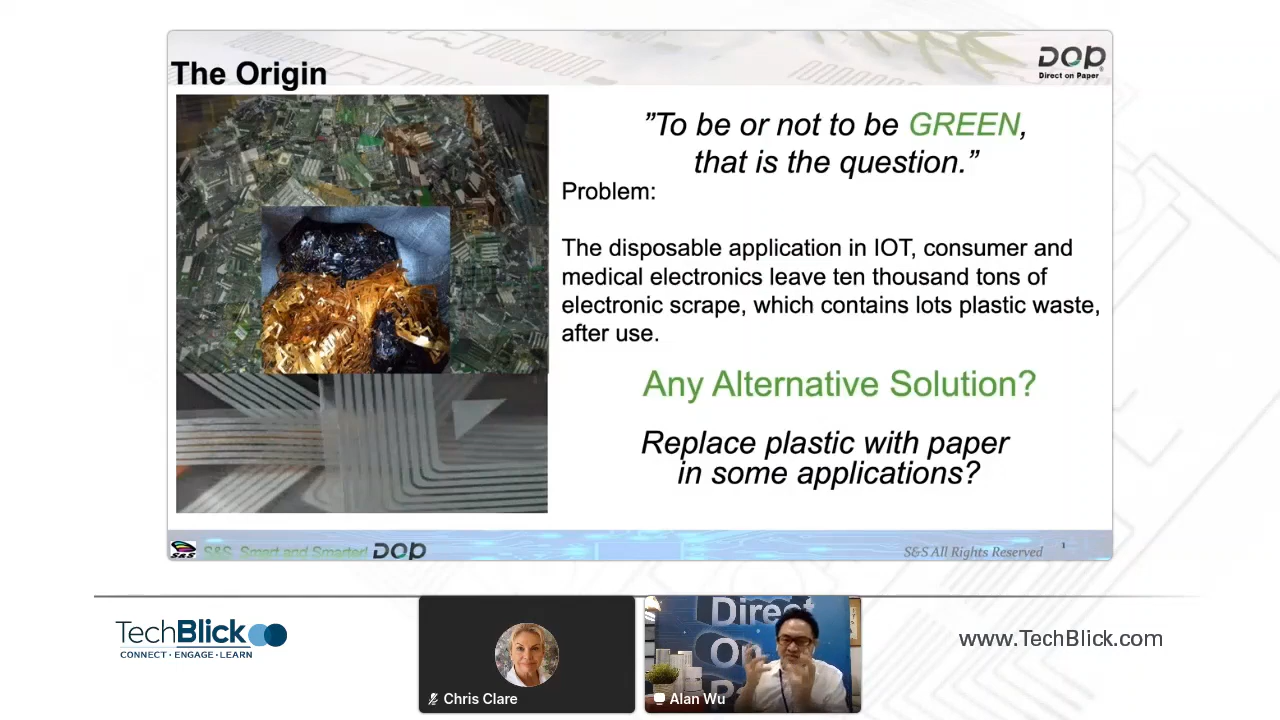 The Origin
DOP
Direct on Paper
”To be or not to be GREEN,
that is the question.”
Problem:
The disposable application in IOT, consumer and
medical electronics leave ten thousand tons of
electronic scrape, which contains lots plastic waste,
after use.
Any Alternative Solution?
Replace plastic with paper
in some applications?
S&S
S&S, Smart and Smarted
DOP
S&S All Rights Reserved
1
TechBlick
CONNECT · ENGAGE · LEARN
Chris Clare
Direct
On
Alan Wu
www.TechBlick.com